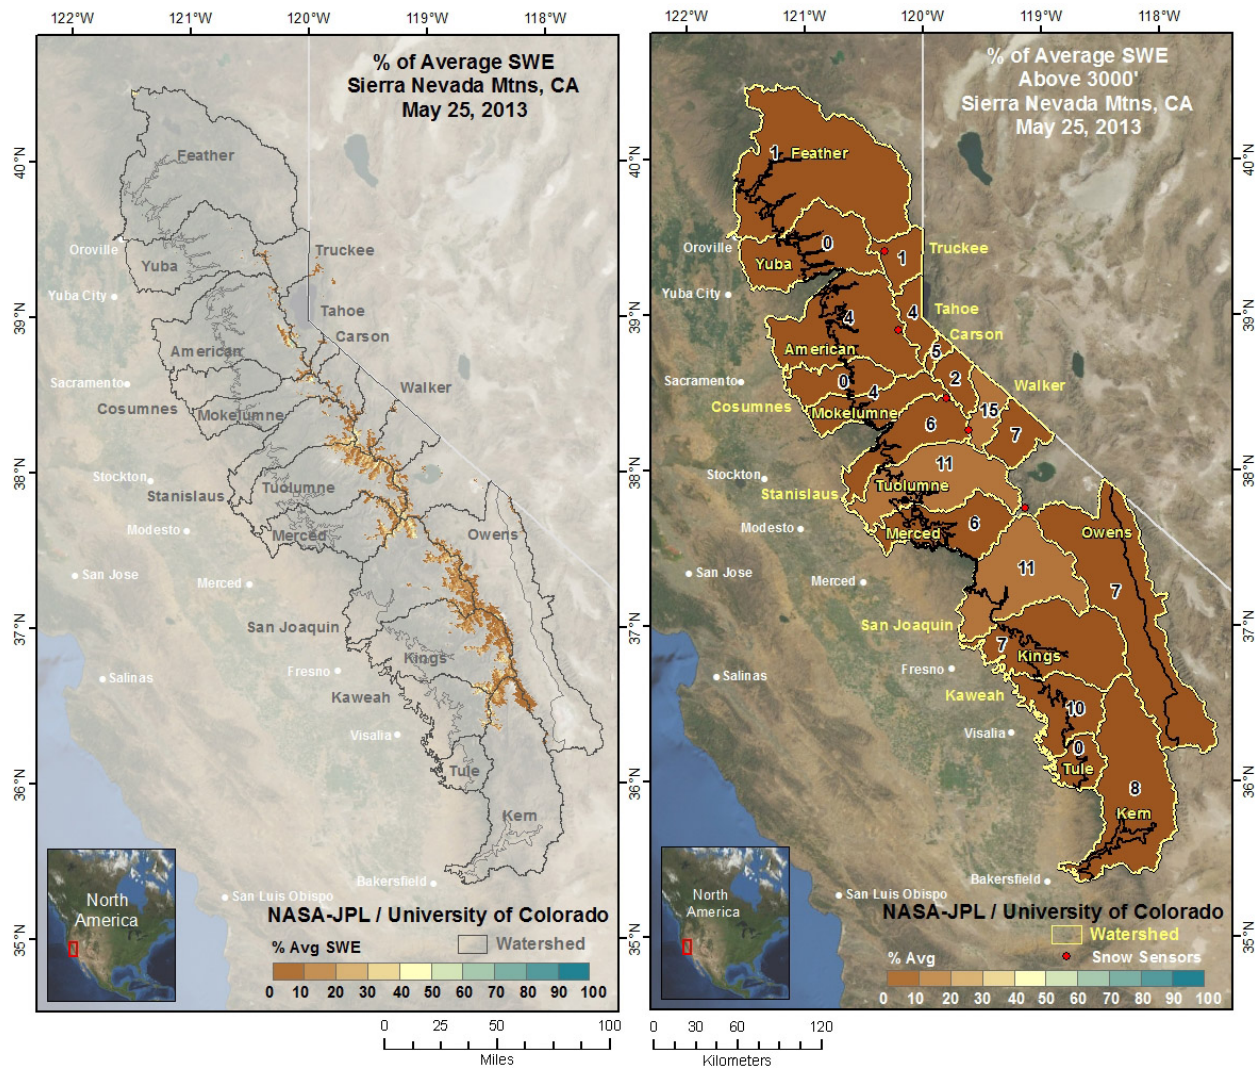 122°W 121°W 120°W 119°W 118°W
% of Average SWE
Sierra Nevada Mtns, CA
May 25, 2013
40°N
39°N
38°N
37°N
36°N
35°N
Feather
Oroville
Truckee
Yuba
Yuba City
Tahoe
Carson
American
Sacramento
Walker
Cosumnes
Mokelumne
Stockton
Tuolumne
Stanislaus
Modesto
Merced
Owens
San Jose
Merced
San Joaquin
Kings
Fresno
Salinas
Kaweah
Visalia
Tule
Kern
Bakersfield
San Luis Obispo
North
America
NASA-JPL / University of Colorado
% Avg SWE
Watershed
0 10 20 30 40 50 60 70 80 90 100
0 25 50 100
Miles
122°W 121°W 120°W 119°W 118°W
% of Average SWE
Above 3000'
Sierra Nevada Mtns, CA
May 25, 2013
40°N
39°N
38°N
37°N
36°N
35°N
1
Feather
Oroville
0
Truckee
1
Yuba
Yuba City
4
Tahoe
4
Carson
American
5
Sacramento
0
4
2
Walker
Cosumnes
Mokelumne
15
6
7
11
Stockton
Tuolumne
Stanislaus
Modesto
Merced
6
Owens
San Jose
Merced
11
7
San Joaquin
7
Kings
Fresno
Salinas
Kaweah
10
Visalia
0
Tule
8
Kern
Bakersfield
San Luis Obispo
North
America
NASA-JPL / University of Colorado
Watershed
% Avg
Snow Sensors
0 10 20 30 40 50 60 70 80 90 100
0 30 60 120
Kilometers